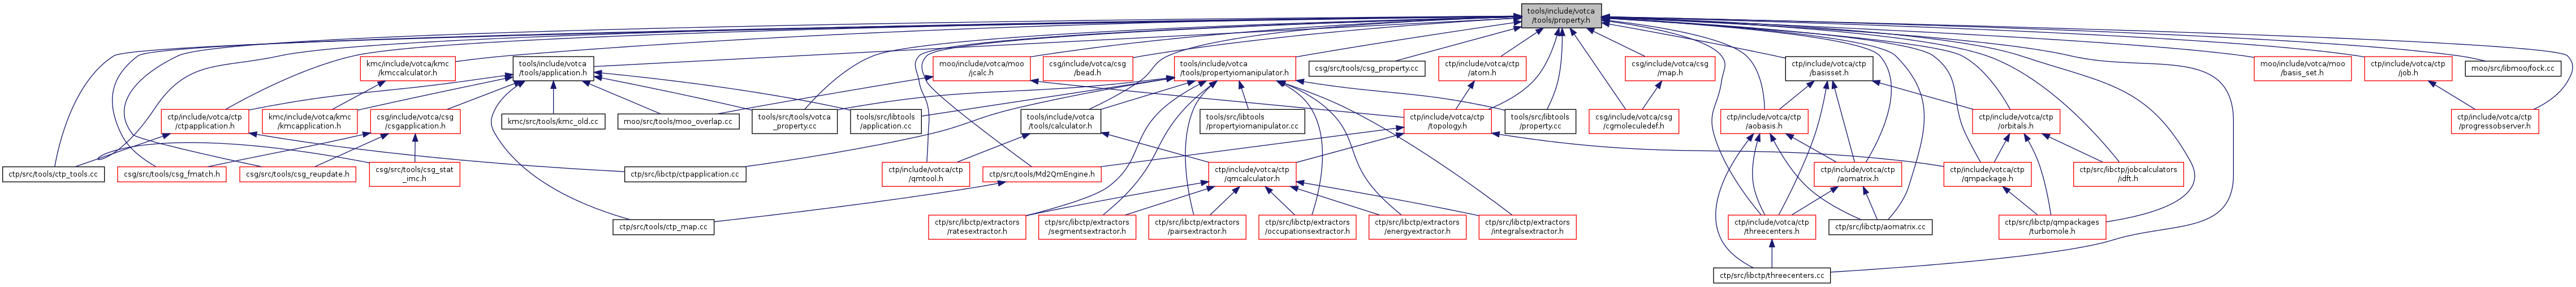 tools/include/votca
/tools/property.h
kmc/include/votca/kmc
/kmccalculator.h
tools/include/votca
/tools/application.h
moo/include/votca/moo
/jcalc.h
csg/include/votca/csg
/bead.h
tools/include/votca
/tools/propertyiomanipulator.h
csg/src/tools/csg_property.cc
ctp/include/votca/ctp
/atom.h
csg/include/votca/csg
/map.h
ctp/include/votca/ctp
/basisset.h
moo/include/votca/moo
/basis_set.h
ctp/include/votca/ctp
/job.h
moo/src/libmoo/fock.cc
ctp/include/votca/ctp
/ctpapplication.h
kmc/include/votca/kmc
/kmcapplication.h
csg/include/votca/csg
/csgapplication.h
kmc/src/tools/kmc_old.cc
moo/src/tools/moo_overlap.cc
tools/src/tools/votca
_property.cc
tools/src/libtools
/application.cc
tools/include/votca
/tools/calculator.h
tools/src/libtools
/propertyiomanipulator.cc
ctp/include/votca/ctp
/topology.h
tools/src/libtools
/property.cc
csg/include/votca/csg
/cgmoleculedef.h
ctp/include/votca/ctp
/aobasis.h
ctp/include/votca/ctp
/orbitals.h
ctp/include/votca/ctp
/progressobserver.h
ctp/src/tools/ctp_tools.cc
csg/src/tools/csg_fmatch.h
csg/src/tools/csg_reupdate.h
csg/src/tools/csg_stat
_imc.h
ctp/src/libctp/ctpapplication.cc
ctp/include/votca/ctp
/qmtool.h
ctp/src/tools/Md2QmEngine.h
ctp/include/votca/ctp
/qmcalculator.h
ctp/include/votca/ctp
/aomatrix.h
ctp/include/votca/ctp
/qmpackage.h
ctp/src/libctp/jobcalculators
/idft.h
ctp/src/tools/ctp_map.cc
ctp/src/libctp/extractors
/ratesextractor.h
ctp/src/libctp/extractors
/segmentsextractor.h
ctp/src/libctp/extractors
/pairsextractor.h
ctp/src/libctp/extractors
/occupationsextractor.h
ctp/src/libctp/extractors
/energyextractor.h
ctp/src/libctp/extractors
/integralsextractor.h
ctp/include/votca/ctp
/threecenters.h
ctp/src/libctp/aomatrix.cc
ctp/src/libctp/qmpackages
/turbomole.h
ctp/src/libctp/threecenters.cc